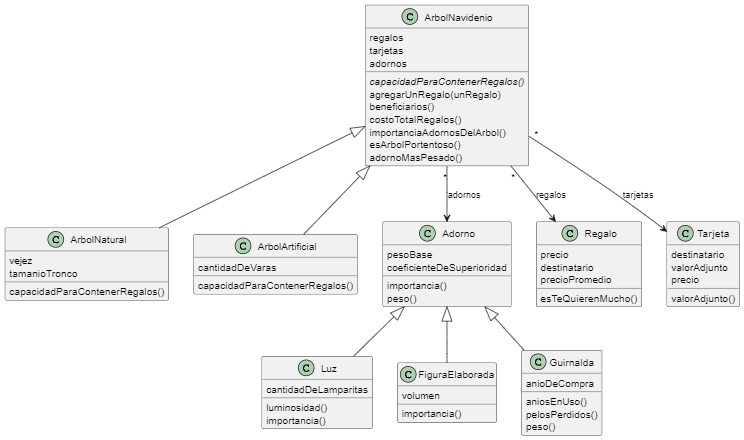 C ArbolNavidenio
regalos
tarjetas
adornos
capacidadParaContenerRegalos()
agregarUnRegalo(unRegalo)
beneficiarios()
costoTotalRegalos()
importanciaAdornosDelArbol()
esArbolPortentoso()
adornoMasPesado()
*
*
*
adornos
regalos
tarjetas
C ArbolNatural
vejez
tamanioTronco
capacidadParaContenerRegalos()
C ArbolArtificial
cantidadDeVaras
capacidadParaContenerRegalos()
C Adorno
pesoBase
coeficienteDeSuperioridad
importancia()
peso()
C Regalo
precio
destinatario
precioPromedio
esTeQuierenMucho()
C Tarjeta
destinatario
valorAdjunto
precio
valorAdjunto()
C Luz
cantidadDeLamparitas
luminosidad()
importancia()
C FiguraElaborada
volumen
importancia()
C Guirnalda
anioDeCompra
aniosEnUso()
pelosPerdidos()
peso()